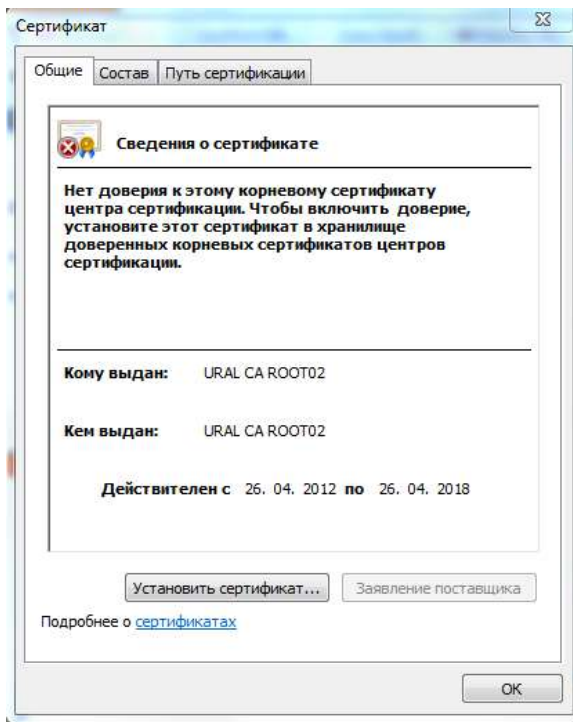 Сертификат
Общие Состав Путь сертификации
Сведения о сертификате
Нет доверия к этому корневому сертификату
центра сертификации. Чтобы включить доверие,
установите этот сертификат в хранилище
доверенных корневых сертификатов центров
сертификации.
Кому выдан: URAL CA ROOT02
Кем выдан: URAL CA ROOT02
Действителен с 26. 04. 2012 по 26. 04. 2018
Установить сертификат... Заявление поставщика
Подробнее о сертификатах
ОК